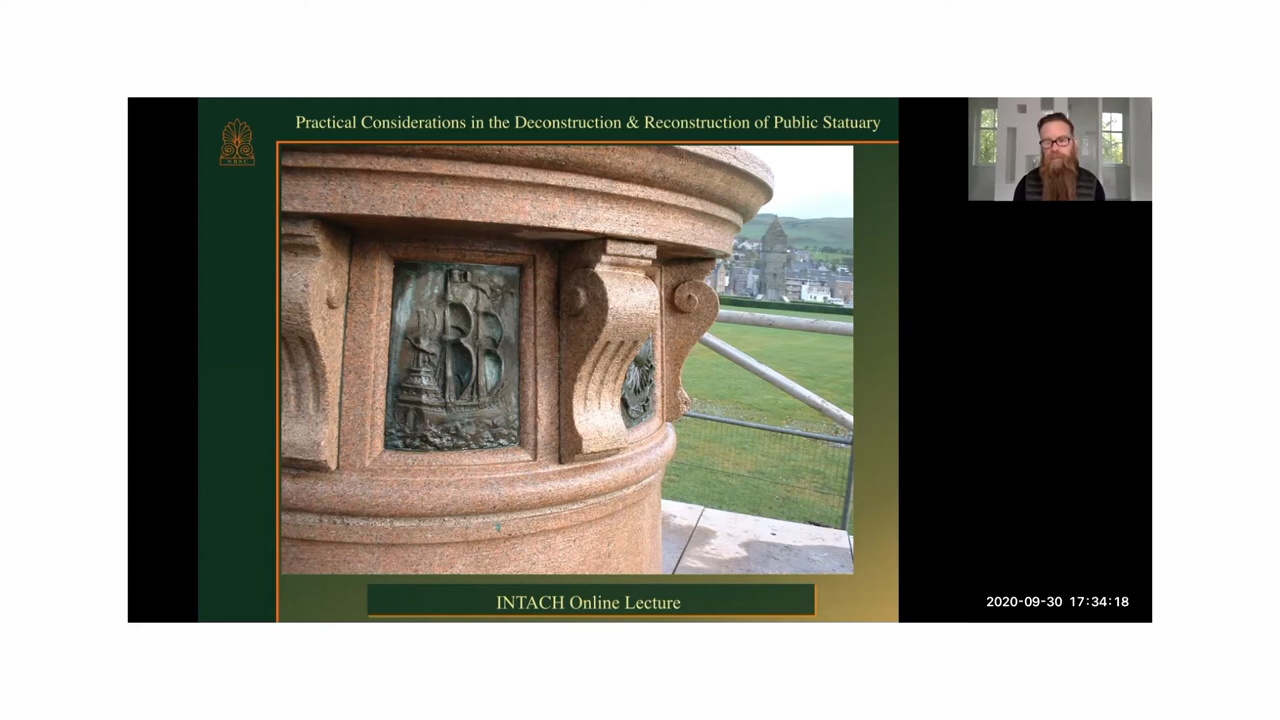 Practical Considerations in the Deconstruction & Reconstruction of Public Statuary
INTACH Online Lecture
2020-09-30 17:34:18